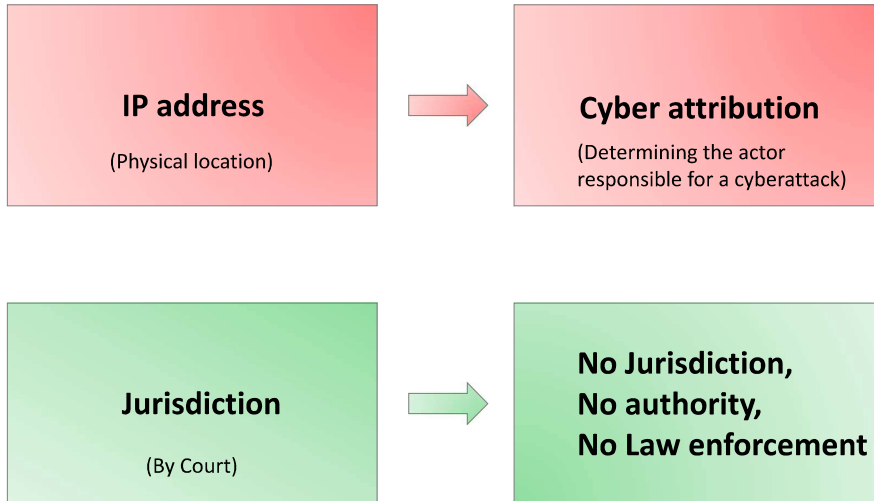 IP address
(Physical location)
Cyber attribution
(Determining the actor
responsible for a cyberattack)
Jurisdiction
(By Court)
No Jurisdiction,
No authority,
No Law enforcement